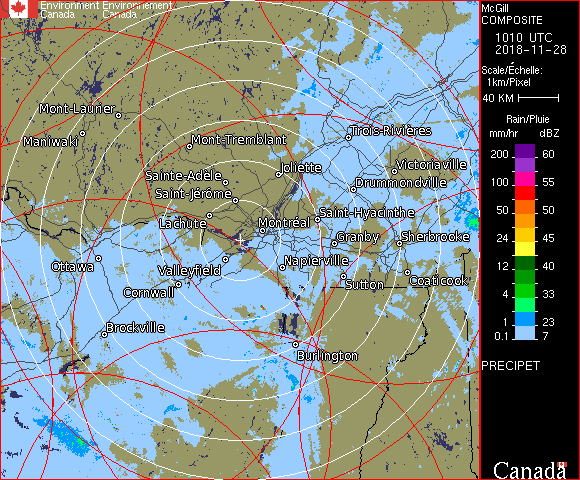 Environment Environnement
Canada Canada
McGill
COMPOSITE
1010 UTC
2018-11-28
Scale/Échelle:
1km/Pixel
40 KM
Rain/Pluie
mm/hr dBZ
200 60
100 55
50 50
24 45
12 40
4 33
1 23
0.1 7
PRECIPET
Canada
Mont-Laurier
Maniwaki
Mont-Tremblant
Trois-Rivières
Joliette
Victoriaville
Sainte-Adèle
Drummondville
Saint-Jérôme
Saint-Hyacinthe
Lachute
Montréal
Granby
Sherbrooke
Ottawa
Valleyfield
Napierville
Cornwall
Sutton
Coaticook
Brockville
Burlington